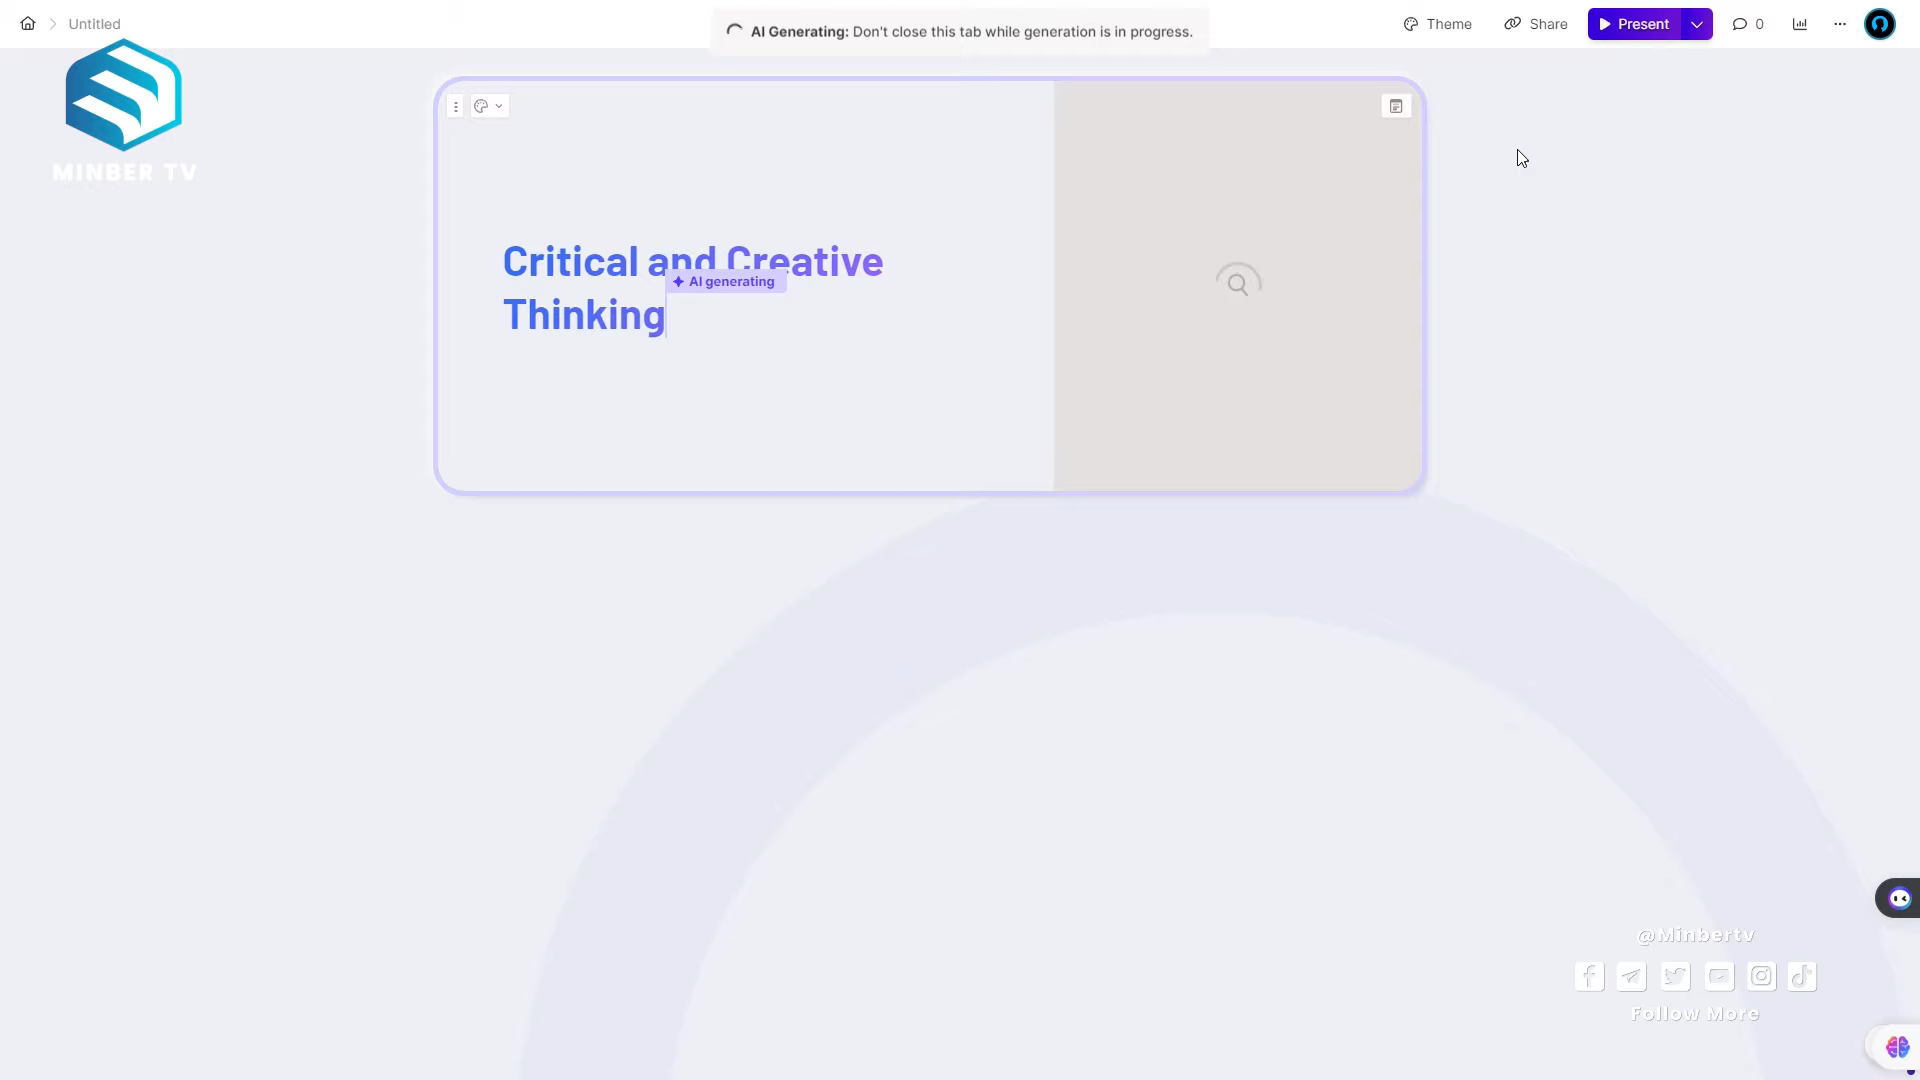 Untitled
AI Generating: Don't close this tab while generation is in progress.
Theme
Share
Present
0
MINBER TV
Critical and Creative
AI generating
Thinking
@Minbertv
Follow More